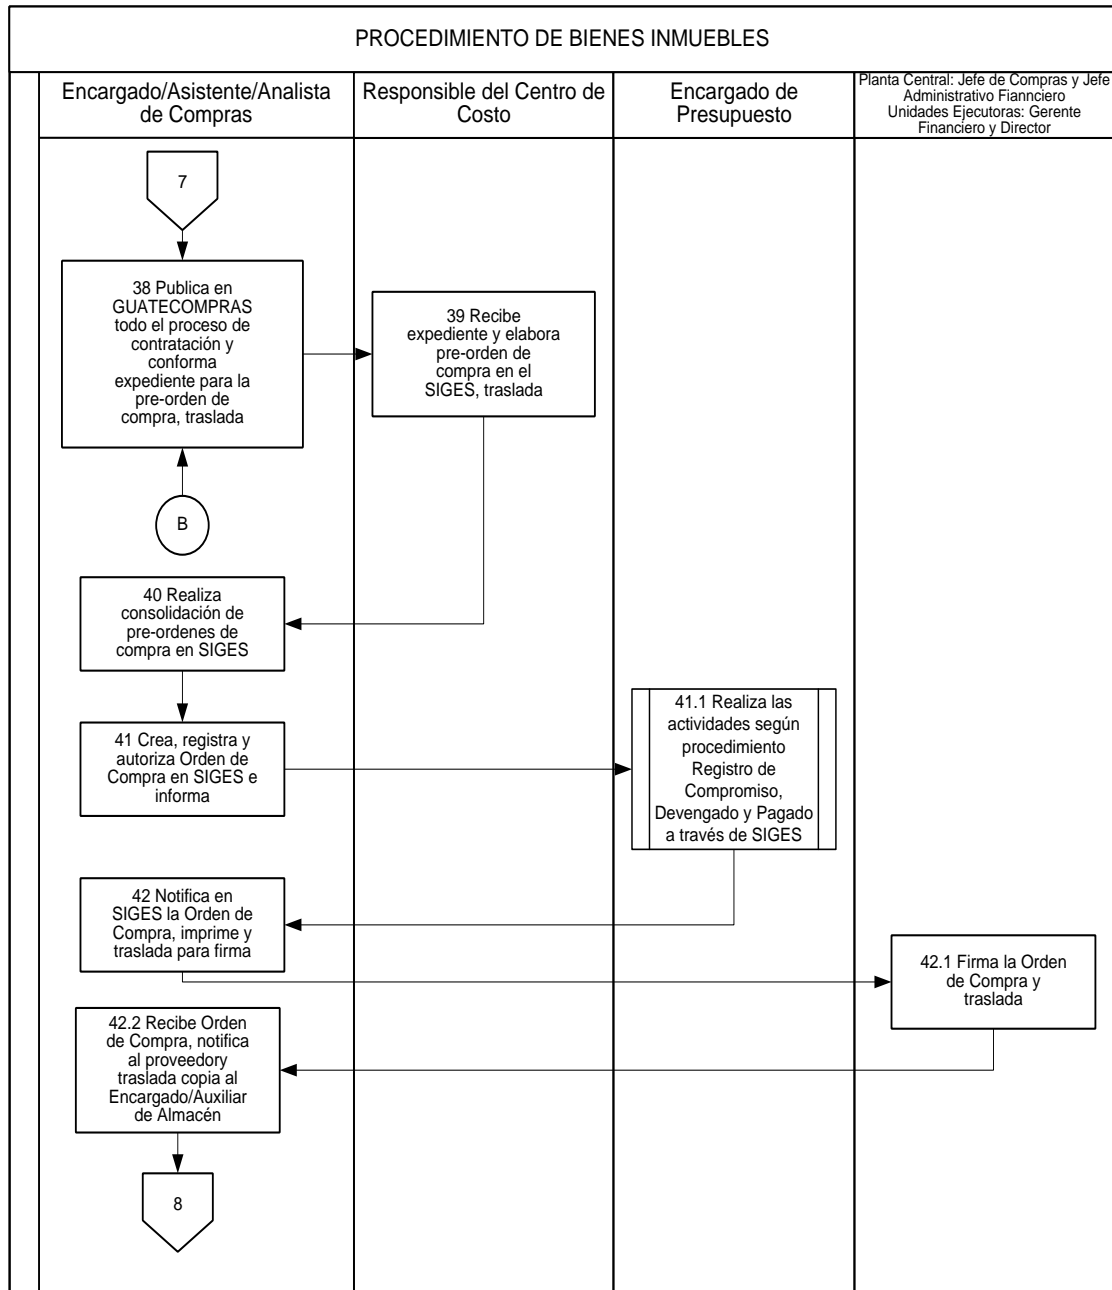 PROCEDIMIENTO DE BIENES INMUEBLES
Encargado/Asistente/Analista
de Compras
Responsible del Centro de
Costo
Encargado de
Presupuesto
Planta Central: Jefe de Compras y Jefe
Administrativo Fiannciero
Unidades Ejecutoras: Gerente
Financiero y Director
7
38 Publica en
GUATECOMPRAS
todo el proceso de
contratación y
conforma
expediente para la
pre-orden de
compra, traslada
39 Recibe
expediente y elabora
pre-orden de
compra en el
SIGES, traslada
B
40 Realiza
consolidación de
pre-ordenes de
compra en SIGES
41 Crea, registra y
autoriza Orden de
Compra en SIGES e
informa
41.1 Realiza las
actividades según
procedimiento
Registro de
Compromiso,
Devengado y Pagado
a través de SIGES
42 Notifica en
SIGES la Orden de
Compra, imprime y
traslada para firma
42.1 Firma la Orden
de Compra y
traslada
42.2 Recibe Orden
de Compra, notifica
al proveedory
traslada copia al
Encargado/Auxiliar
de Almacén
8